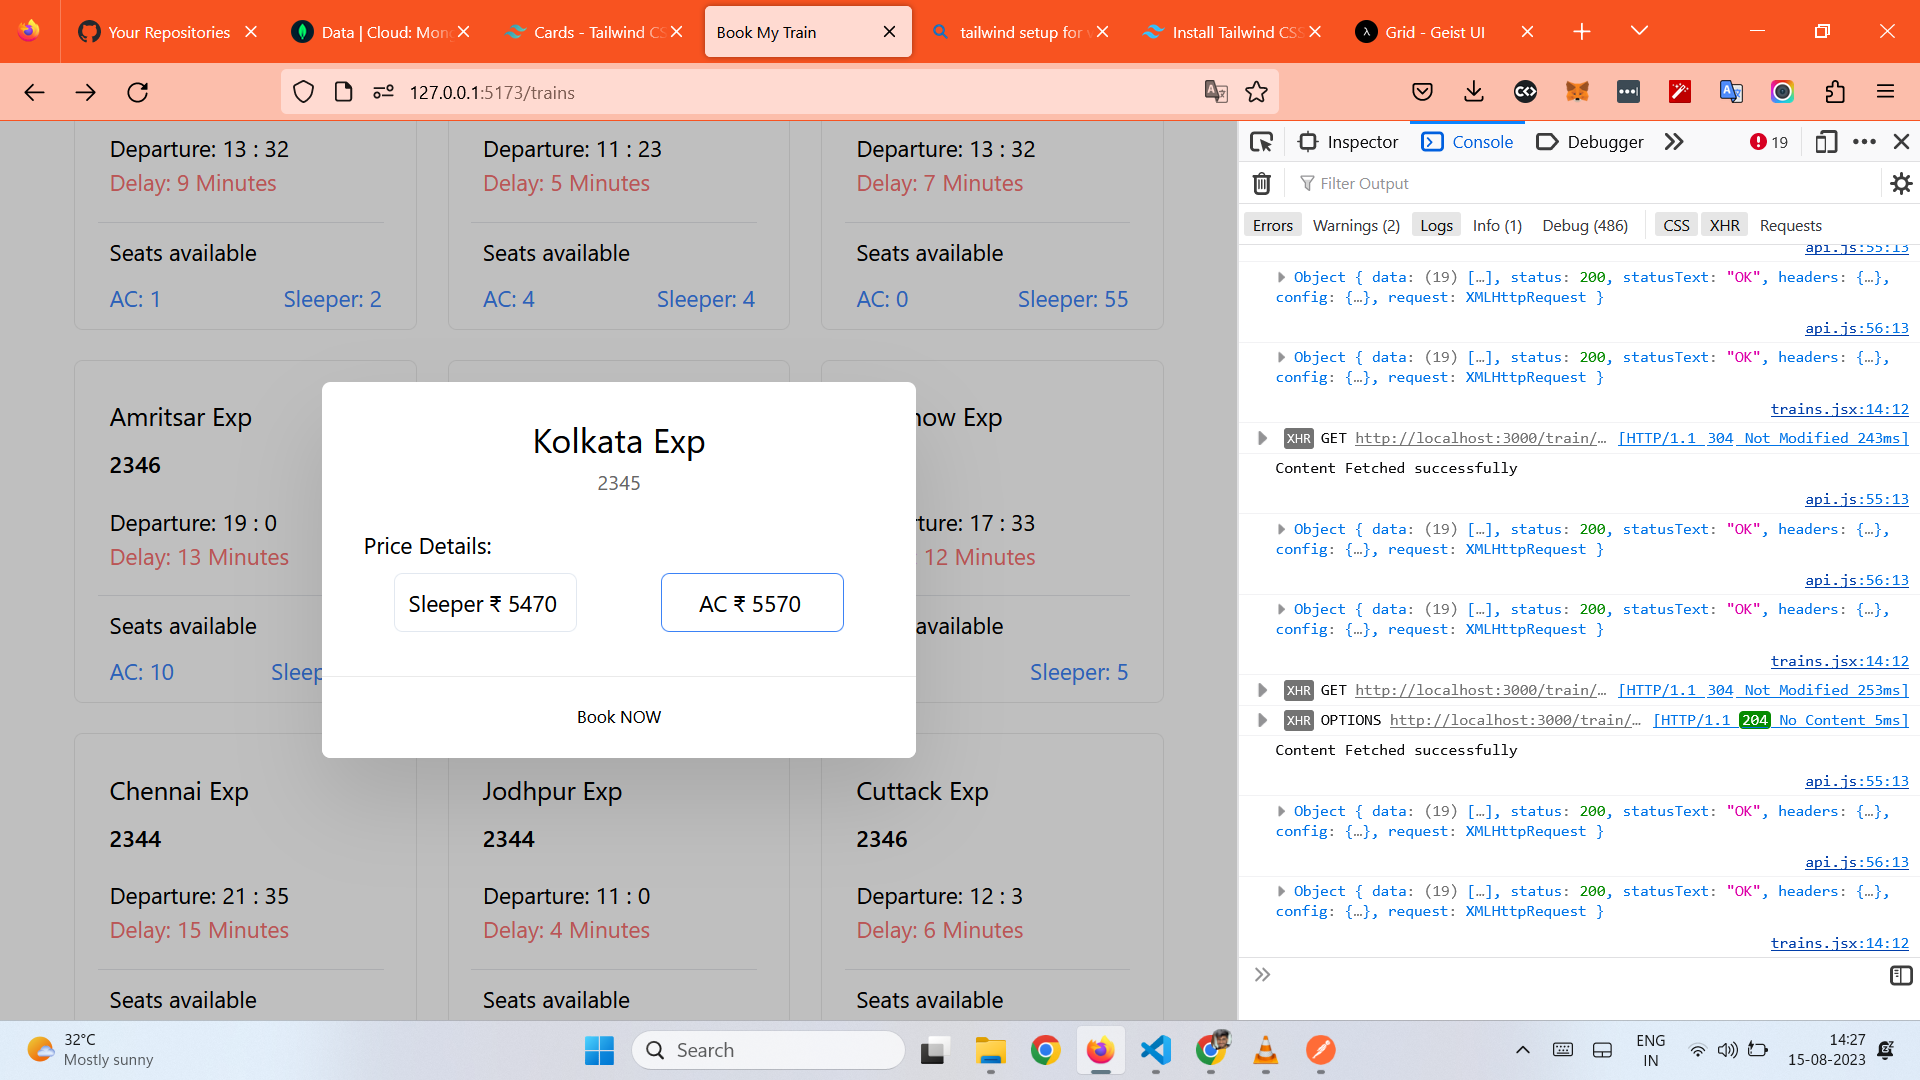 Your Repositories
Data | Cloud: Mon
Cards - Tailwind CS
Book My Train
tailwind setup for v
Install Tailwind CSS
Grid - Geist UI
127.0.0.1:5173/trains
Departure: 13 : 32
Delay: 9 Minutes
Seats available
AC: 1 Sleeper: 2
Departure: 11 : 23
Delay: 5 Minutes
Seats available
AC: 4 Sleeper: 4
Departure: 13 : 32
Delay: 7 Minutes
Seats available
AC: 0 Sleeper: 55
Amritsar Exp
2346
Departure: 19 : 0
Delay: 13 Minutes
Seats available
AC: 10 Sleep
Kolkata Exp
2345
Price Details:
Sleeper ₹ 5470
AC ₹ 5570
Book NOW
now Exp
ture: 17 : 33
12 Minutes
available
Sleeper: 5
Chennai Exp
2344
Departure: 21 : 35
Delay: 15 Minutes
Seats available
Jodhpur Exp
2344
Departure: 11 : 0
Delay: 4 Minutes
Seats available
Cuttack Exp
2346
Departure: 12 : 3
Delay: 6 Minutes
Seats available
Inspector Console Debugger 19
Filter Output
Errors Warnings (2) Logs Info (1) Debug (486) CSS XHR Requests
api.js:55:13
Object { data: (19) […], status: 200, statusText: "OK", headers: {…},
config: {…}, request: XMLHttpRequest }
api.js:56:13
Object { data: (19) […], status: 200, statusText: "OK", headers: {…},
config: {…}, request: XMLHttpRequest }
trains.jsx:14:12
XHR GET http://localhost:3000/train/… [HTTP/1.1 304 Not Modified 243ms]
Content Fetched successfully
api.js:55:13
Object { data: (19) […], status: 200, statusText: "OK", headers: {…},
config: {…}, request: XMLHttpRequest }
api.js:56:13
Object { data: (19) […], status: 200, statusText: "OK", headers: {…},
config: {…}, request: XMLHttpRequest }
trains.jsx:14:12
XHR GET http://localhost:3000/train/… [HTTP/1.1 304 Not Modified 253ms]
XHR OPTIONS http://localhost:3000/train/… [HTTP/1.1 204 No Content 5ms]
Content Fetched successfully
api.js:55:13
Object { data: (19) […], status: 200, statusText: "OK", headers: {…},
config: {…}, request: XMLHttpRequest }
api.js:56:13
Object { data: (19) […], status: 200, statusText: "OK", headers: {…},
config: {…}, request: XMLHttpRequest }
trains.jsx:14:12
32°C
Mostly sunny
Search
ENG
IN
14:27
15-08-2023